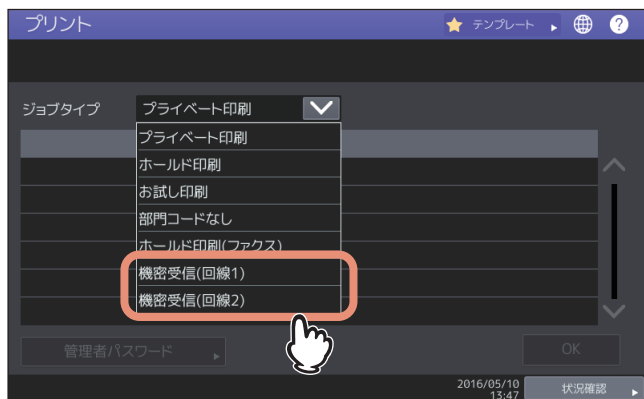 プリント
テンプレート
?
ジョブタイプ
プライベート印刷
プライベート印刷
ホールド印刷
お試し印刷
部門コードなし
ホールド印刷(ファクス)
機密受信(回線1)
機密受信(回線2)
管理者パスワード
OK
2016/05/10
13:47
状況確認